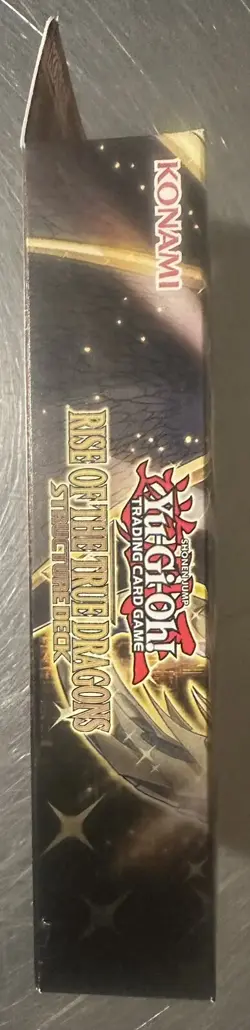 KONAMI
SHONEN JUMP
Yu-Gi-Oh!
TRADING CARD GAME
RISE OF THE TRUE DRAGONS
STRUCTURE DECK